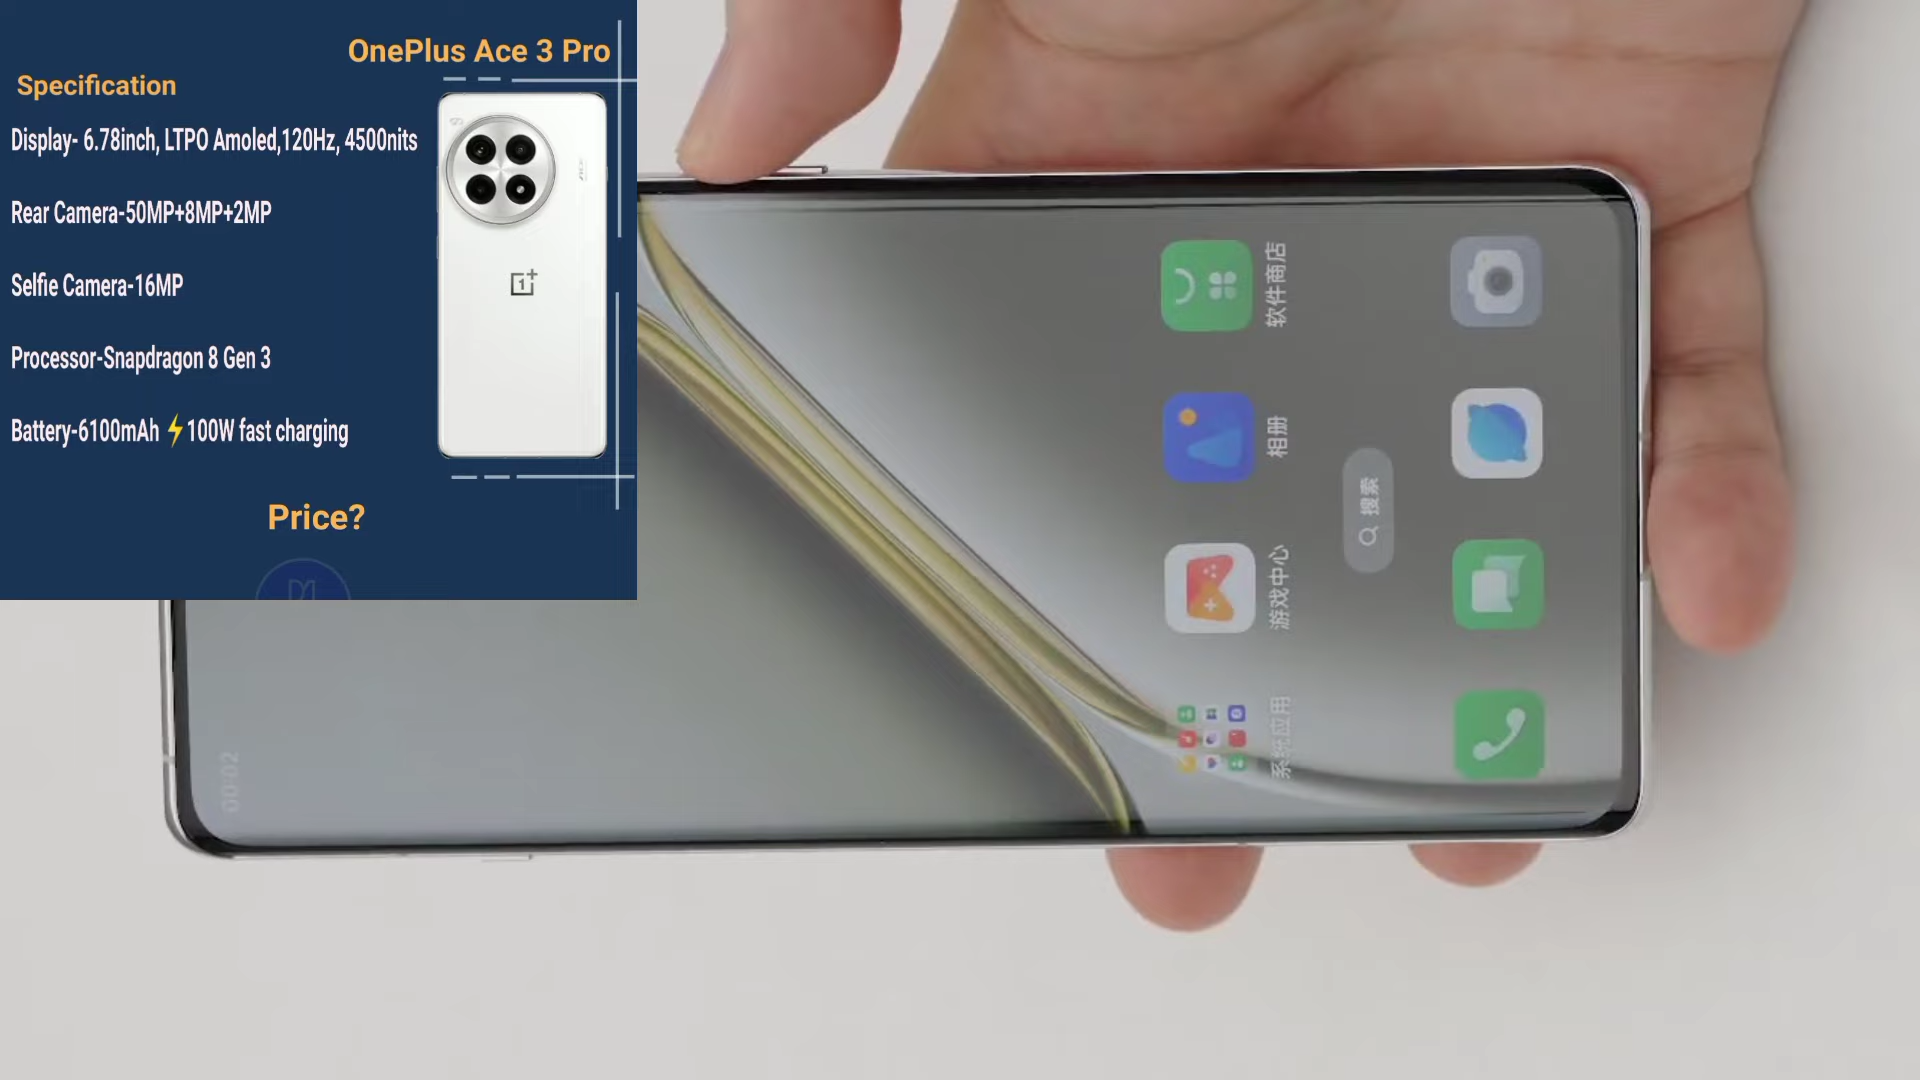 OnePlus Ace 3 Pro
Specification
Display- 6.78inch, LTPO Amoled,120Hz, 4500nits
Rear Camera-50MP+8MP+2MP
Selfie Camera-16MP
Processor-Snapdragon 8 Gen 3
Battery-6100mAh ⚡100W fast charging
Price?
软件商店
相册
游戏中心
系统应用
搜索
00:02